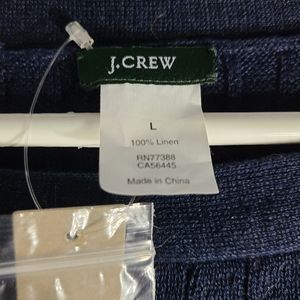 J.CREW
L
100% Linen
RN77388
CA56445
Made in China